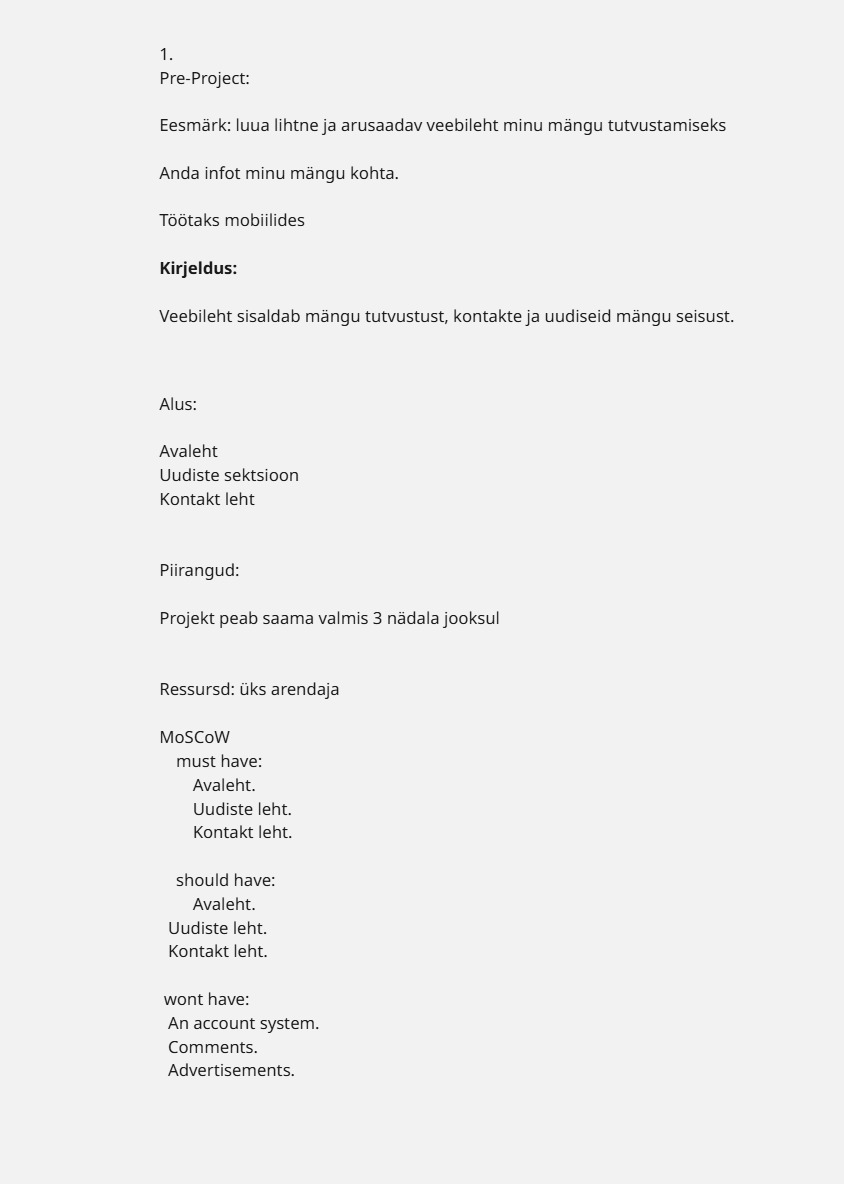 1.
Pre-Project:
Eesmärk: luua lihtne ja arusaadav veebileht minu mängu tutvustamiseks
Anda infot minu mängu kohta.
Töötaks mobiilides
Kirjeldus:
Veebileht sisaldab mängu tutvustust, kontakte ja uudiseid mängu seisust.
Alus:
Avaleht
Uudiste sektsioon
Kontakt leht
Piirangud:
Projekt peab saama valmis 3 nädala jooksul
Ressursd: üks arendaja
MoSCoW
must have:
Avaleht.
Uudiste leht.
Kontakt leht.
should have:
Avaleht.
Uudiste leht.
Kontakt leht.
wont have:
An account system.
Comments.
Advertisements.